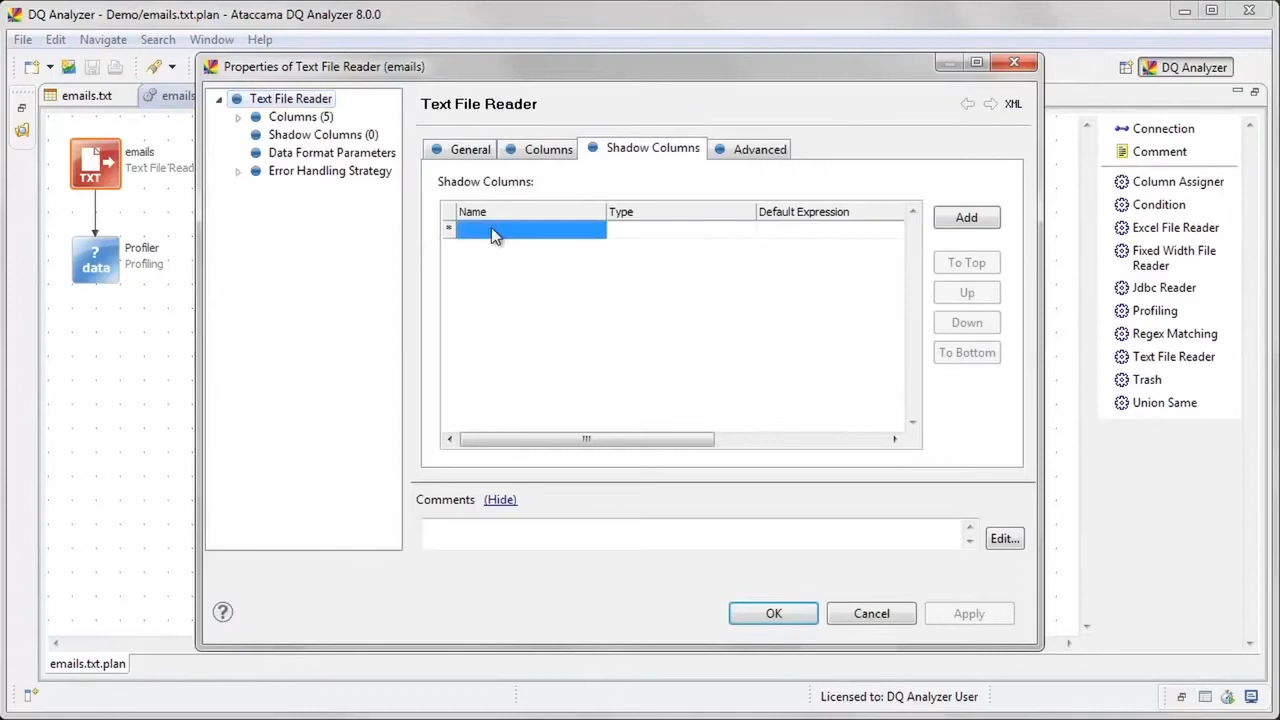 DQ Analyzer - Demo/emails.txt.plan - Ataccama DQ Analyzer 8.0.0
File Edit Navigate Search Window Help
DQ Analyzer
emails.txt
emails
emails
Text File Read
TXT
? data
Profiler
Profiling
Properties of Text File Reader (emails)
Text File Reader
Columns (5)
Shadow Columns (0)
Data Format Parameters
Error Handling Strategy
Text File Reader
XML
General Columns Shadow Columns Advanced
Shadow Columns:
Name Type Default Expression
*
Add
To Top
Up
Down
To Bottom
Comments (Hide)
Edit...
?
OK Cancel Apply
Connection
Comment
Column Assigner
Condition
Excel File Reader
Fixed Width File
Reader
Jdbc Reader
Profiling
Regex Matching
Text File Reader
Trash
Union Same
emails.txt.plan
Licensed to: DQ Analyzer User